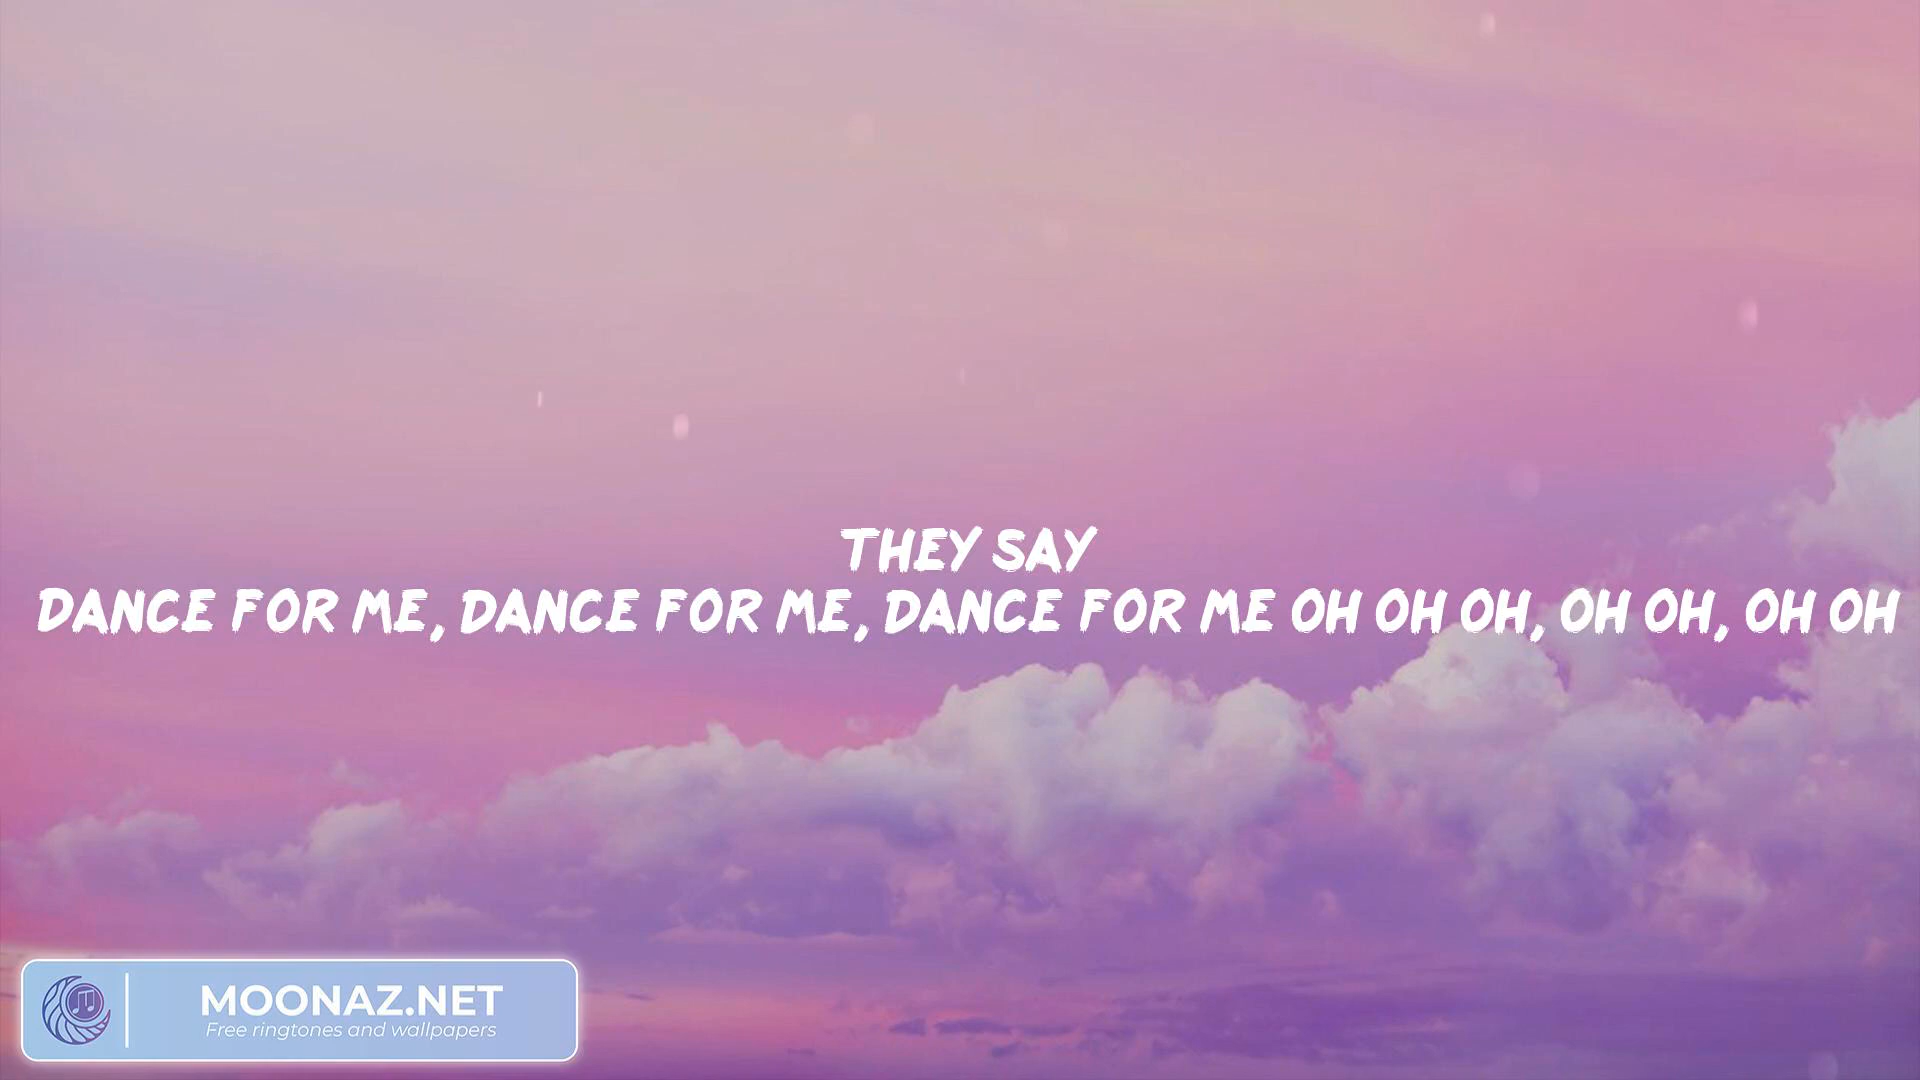 THEY SAY
DANCE FOR ME, DANCE FOR ME, DANCE FOR ME OH OH OH, OH OH, OH OH
MOONAZ.NET
Free ringtones and wallpapers